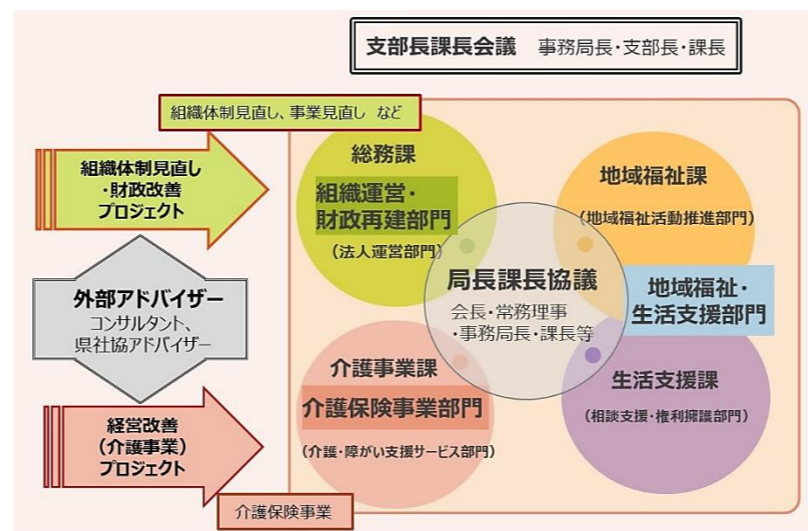 支部長課長会議 事務局長・支部長・課長
組織体制見直し、事業見直し など
組織体制見直し
・財政改善
プロジェクト
総務課
組織運営・
財政再建部門
（法人運営部門）
地域福祉課
（地域福祉活動推進部門）
局長課長協議
会長・常務理事
・事務局長・課長等
地域福祉・
生活支援部門
外部アドバイザー
コンサルタント、
県社協アドバイザー
介護事業課
介護保険事業部門
（介護・障がい支援サービス部門）
生活支援課
（相談支援・権利擁護部門）
経営改善
（介護事業）
プロジェクト
介護保険事業